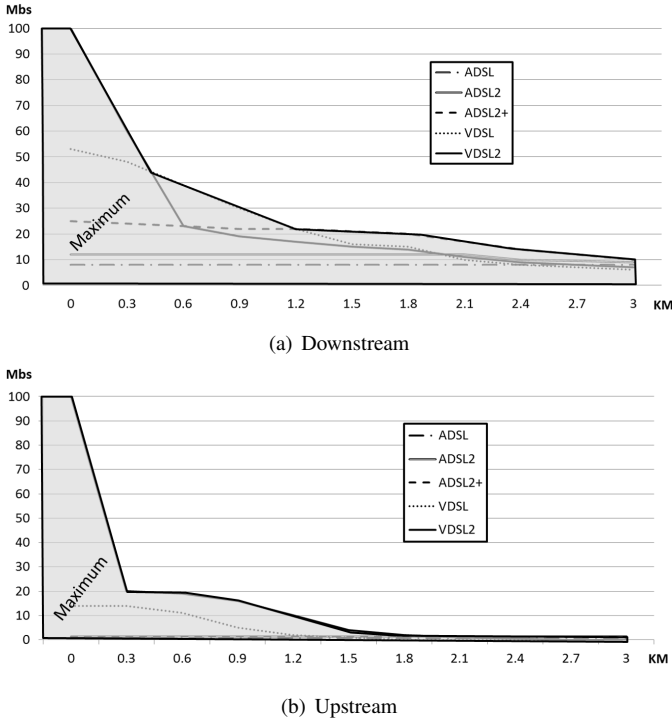 Mbs
100
90
80
70
60
50
40
30
20
10
0
Maximum
ADSL
ADSL2
ADSL2+
VDSL
VDSL2
0 0.3 0.6 0.9 1.2 1.5 1.8 2.1 2.4 2.7 3 KM
(a) Downstream
Mbs
100
90
80
70
60
50
40
30
20
10
0
Maximum
ADSL
ADSL2
ADSL2+
VDSL
VDSL2
0 0.3 0.6 0.9 1.2 1.5 1.8 2.1 2.4 2.7 3 KM
(b) Upstream